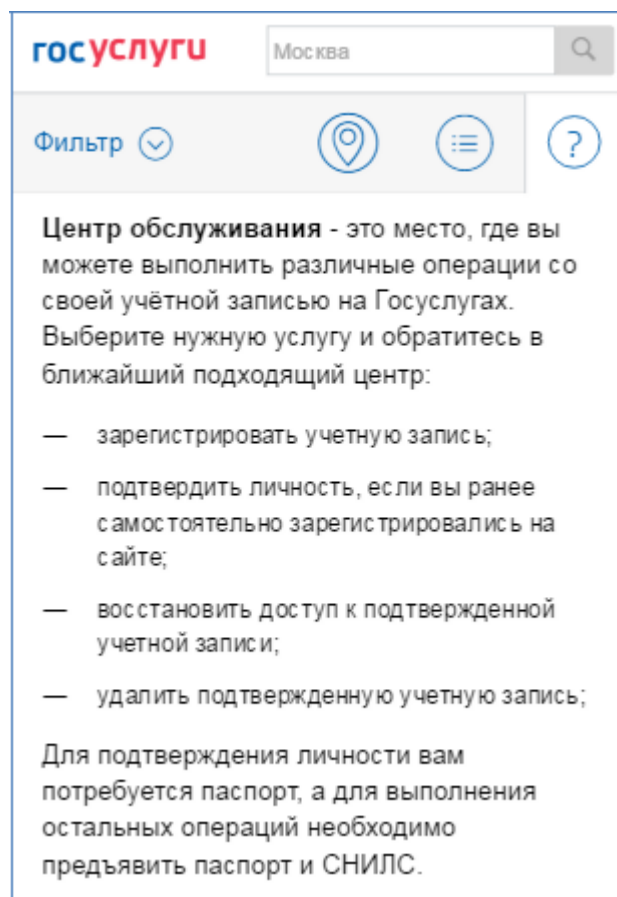 госуслуги
Москва
Фильтр
?
Центр обслуживания - это место, где вы
можете выполнить различные операции со
своей учётной записью на Госуслугах.
Выберите нужную услугу и обратитесь в
ближайший подходящий центр:
— зарегистрировать учетную запись;
— подтвердить личность, если вы ранее
самостоятельно зарегистрировались на
сайте;
— восстановить доступ к подтвержденной
учетной записи;
— удалить подтвержденную учетную запись;
Для подтверждения личности вам
потребуется паспорт, а для выполнения
остальных операций необходимо
предъявить паспорт и СНИЛС.